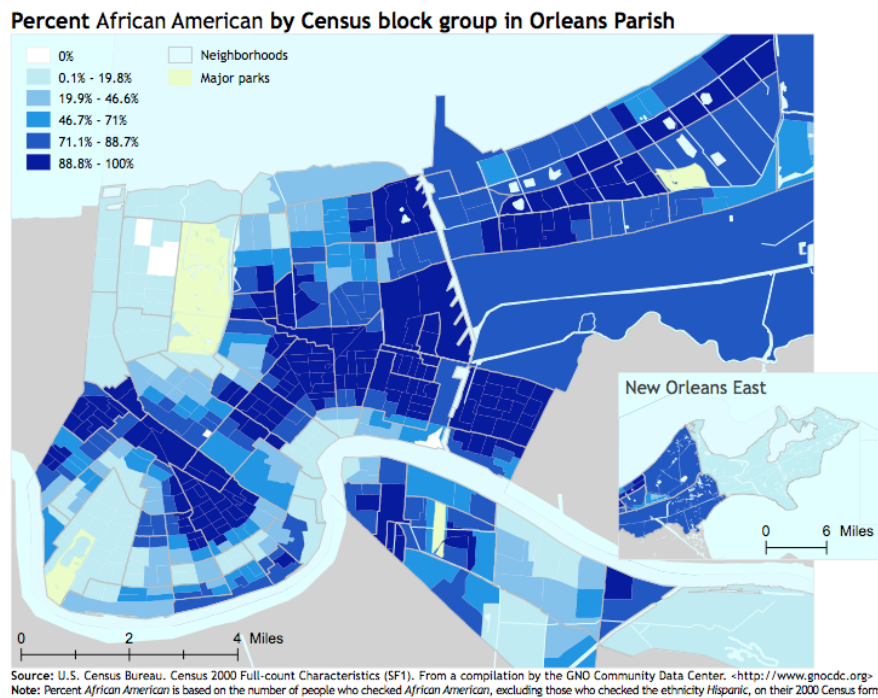 Percent African American by Census block group in Orleans Parish
0%
0.1% - 19.8%
19.9% - 46.6%
46.7% - 71%
71.1% - 88.7%
88.8% - 100%
Neighborhoods
Major parks
New Orleans East
0 6 Miles
0 2 4 Miles
Source: U.S. Census Bureau. Census 2000 Full-count Characteristics (SF1). From a compilation by the GNO Community Data Center. <http://www.gnocdc.org>
Note: Percent African American is based on the number of people who checked African American, excluding those who checked the ethnicity Hispanic, on their 2000 Census form